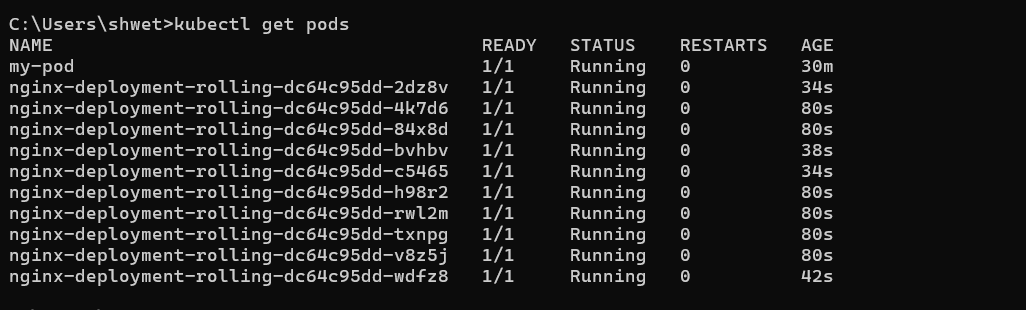 C:\Users\shwet>kubectl get pods
NAME READY STATUS RESTARTS AGE
my-pod 1/1 Running 0 30m
nginx-deployment-rolling-dc64c95dd-2dz8v 1/1 Running 0 34s
nginx-deployment-rolling-dc64c95dd-4k7d6 1/1 Running 0 80s
nginx-deployment-rolling-dc64c95dd-84x8d 1/1 Running 0 80s
nginx-deployment-rolling-dc64c95dd-bvhbv 1/1 Running 0 38s
nginx-deployment-rolling-dc64c95dd-c5465 1/1 Running 0 34s
nginx-deployment-rolling-dc64c95dd-h98r2 1/1 Running 0 80s
nginx-deployment-rolling-dc64c95dd-rwl2m 1/1 Running 0 80s
nginx-deployment-rolling-dc64c95dd-txnpg 1/1 Running 0 80s
nginx-deployment-rolling-dc64c95dd-v8z5j 1/1 Running 0 80s
nginx-deployment-rolling-dc64c95dd-wdfz8 1/1 Running 0 42s